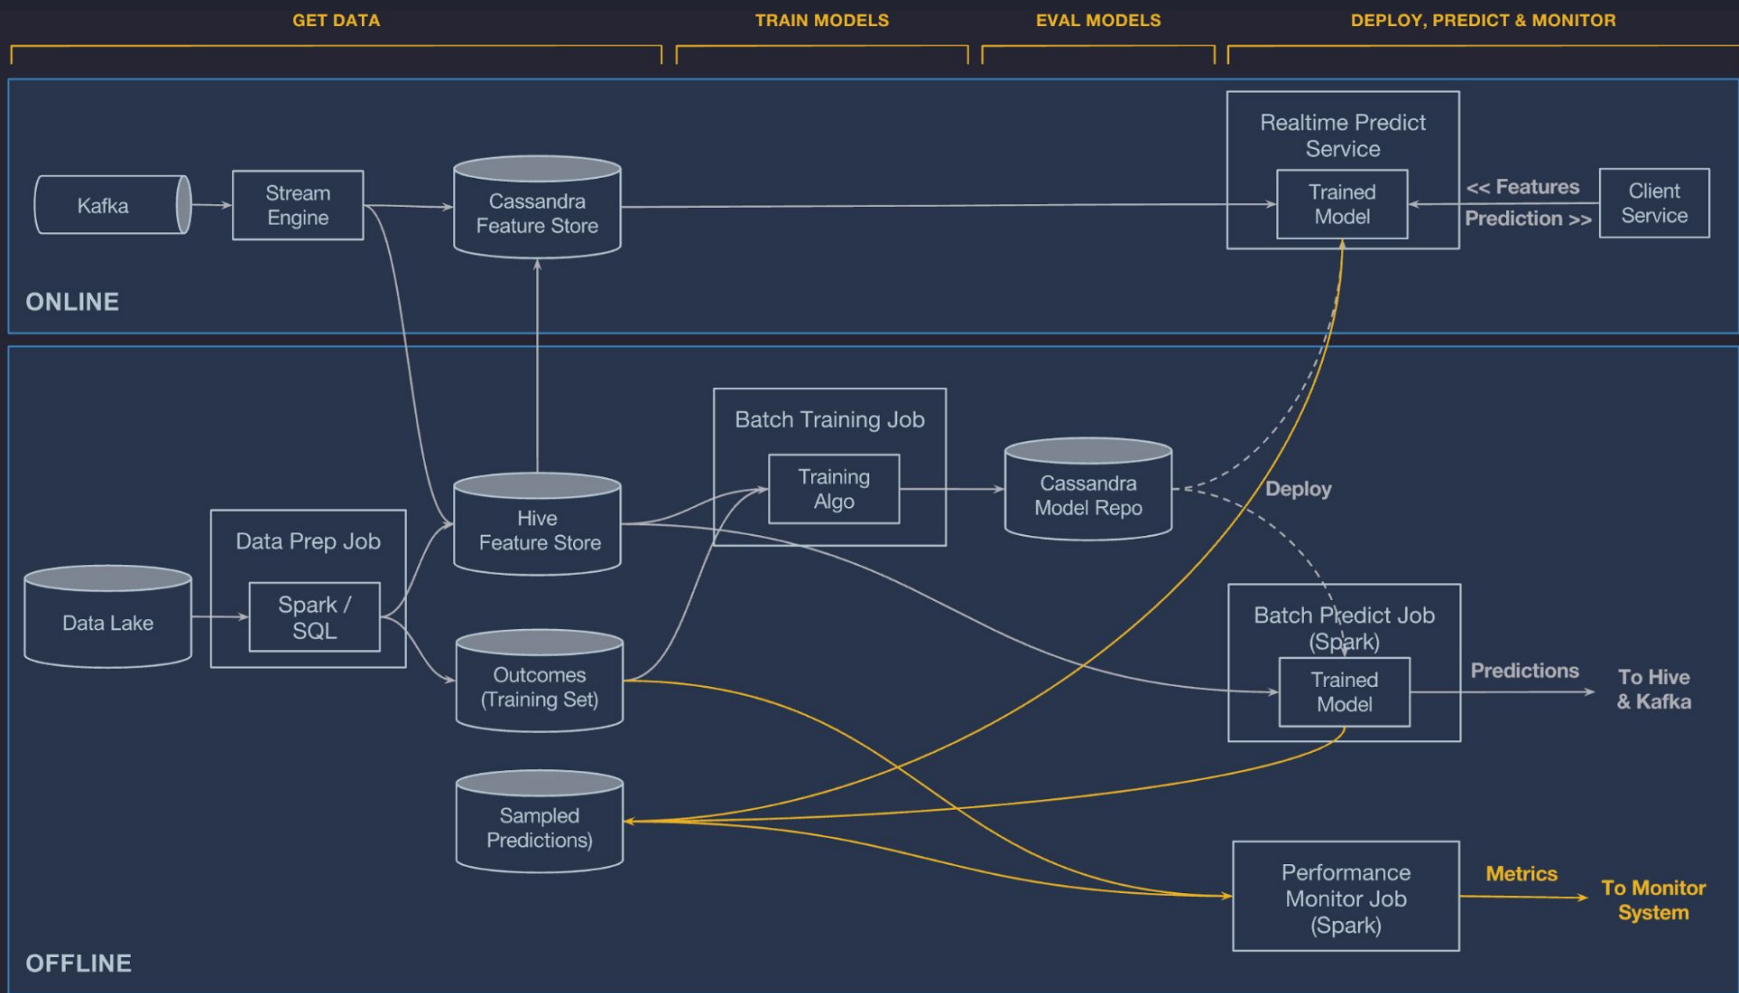 GET DATA
TRAIN MODELS
EVAL MODELS
DEPLOY, PREDICT & MONITOR
Kafka
Stream
Engine
Cassandra
Feature Store
Realtime Predict
Service
Trained
Model
<< Features
Prediction >>
Client
Service
ONLINE
Data Lake
Data Prep Job
Spark /
SQL
Hive
Feature Store
Outcomes
(Training Set)
Sampled
Predictions)
Batch Training Job
Training
Algo
Cassandra
Model Repo
Deploy
Batch Predict Job
(Spark)
Trained
Model
Predictions
To Hive
& Kafka
Performance
Monitor Job
(Spark)
Metrics
To Monitor
System
OFFLINE